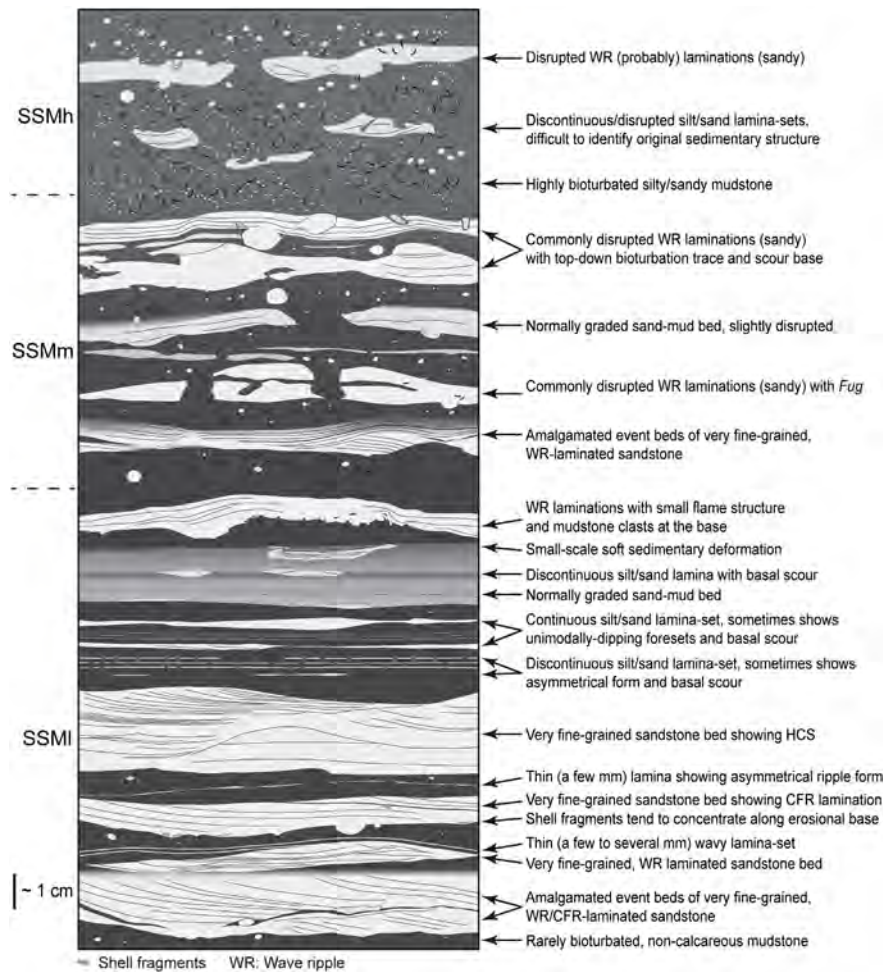 SSMh
SSMm
SSMl
Disrupted WR (probably) laminations (sandy)
Discontinuous/disrupted silt/sand lamina-sets,
difficult to identify original sedimentary structure
Highly bioturbated silty/sandy mudstone
Commonly disrupted WR laminations (sandy)
with top-down bioturbation trace and scour base
Normally graded sand-mud bed, slightly disrupted
Commonly disrupted WR laminations (sandy) with Fug
Amalgamated event beds of very fine-grained,
WR-laminated sandstone
WR laminations with small flame structure
and mudstone clasts at the base
Small-scale soft sedimentary deformation
Discontinuous silt/sand lamina with basal scour
Normally graded sand-mud bed
Continuous silt/sand lamina-set, sometimes shows
unimodally-dipping foresets and basal scour
Discontinuous silt/sand lamina-set, sometimes shows
asymmetrical form and basal scour
Very fine-grained sandstone bed showing HCS
Thin (a few mm) lamina showing asymmetrical ripple form
Very fine-grained sandstone bed showing CFR lamination
Shell fragments tend to concentrate along erosional base
Thin (a few to several mm) wavy lamina-set
Very fine-grained, WR laminated sandstone bed
Amalgamated event beds of very fine-grained,
WR/CFR-laminated sandstone
Rarely bioturbated, non-calcareous mudstone
~ 1 cm
Shell fragments WR: Wave ripple